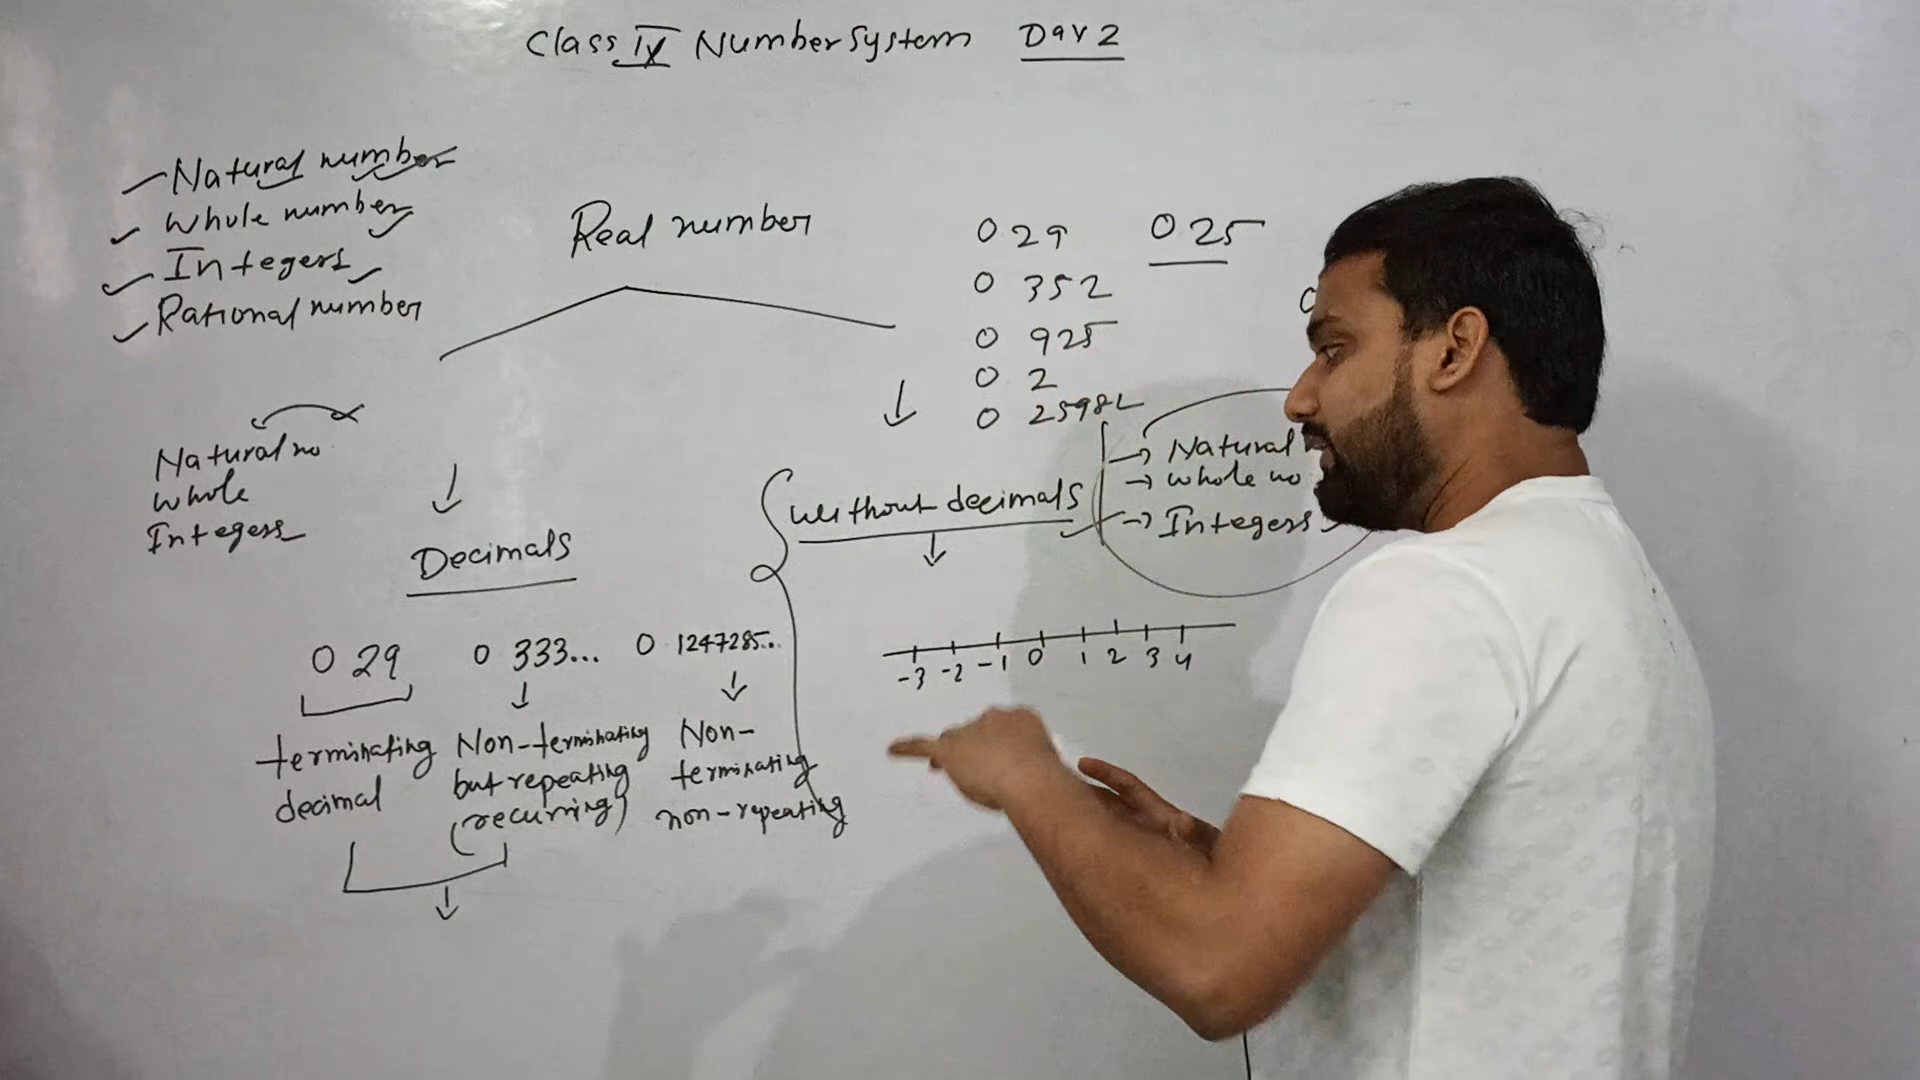 Class IX Number System Day 2
Natural number
Whole number
Integers
Rational number
Real number
0 29
0 352
0 925
0 2
0 25982
0 25
Natural no
Whole
Integers
Decimals
without decimals
→ Natural
→ Whole no
→ Integers
0 29
0 333...
0 1247285...
terminating
decimal
Non-terminating
but repeating
(recurring)
Non-
terminating
non-repeating
-3 -2 -1 0 1 2 3 4